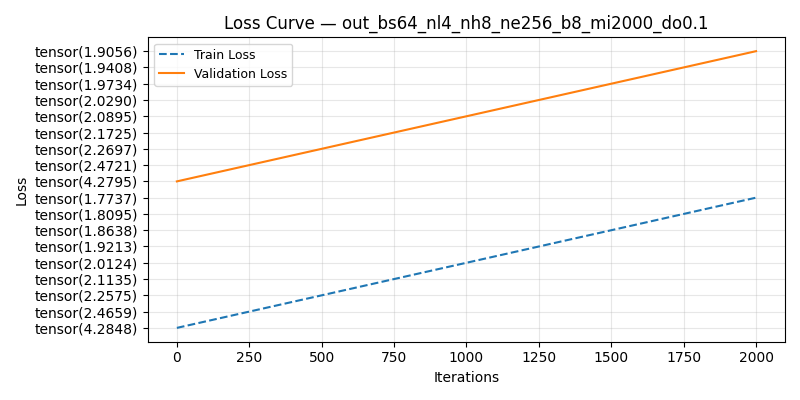 Loss Curve — out_bs64_nl4_nh8_ne256_b8_mi2000_do0.1
tensor(1.9056)
tensor(1.9408)
tensor(1.9734)
tensor(2.0290)
tensor(2.0895)
tensor(2.1725)
tensor(2.2697)
tensor(2.4721)
tensor(4.2795)
tensor(1.7737)
tensor(1.8095)
tensor(1.8638)
tensor(1.9213)
tensor(2.0124)
tensor(2.1135)
tensor(2.2575)
tensor(2.4659)
tensor(4.2848)
Loss
Train Loss
Validation Loss
0 250 500 750 1000 1250 1500 1750 2000
Iterations